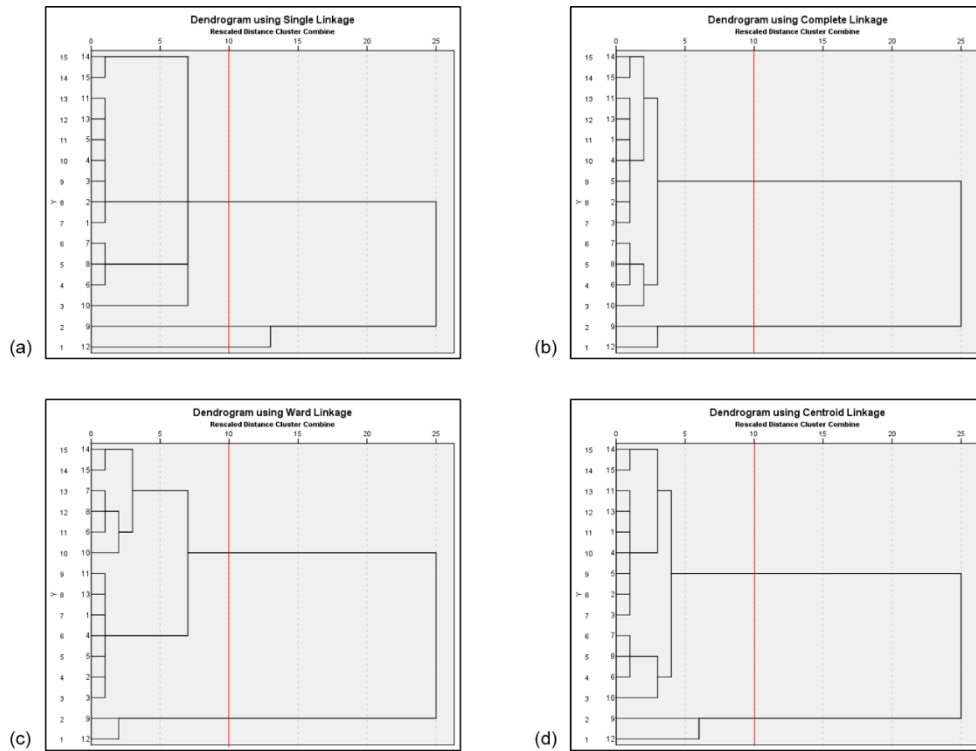 Dendrogram using Single Linkage
Rescaled Distance Cluster Combine
0 5 10 15 20 25
15 14
14 15
13 11
12 13
11 5
10 4
9 3
Y 8 2
7 1
6 7
5 8
4 6
3 10
2 9
1 12
(a)
Dendrogram using Complete Linkage
Rescaled Distance Cluster Combine
0 5 10 15 20 25
15 14
14 15
13 11
12 13
11 1
10 4
9 5
Y 8 2
7 3
6 7
5 8
4 6
3 10
2 9
1 12
(b)
Dendrogram using Ward Linkage
Rescaled Distance Cluster Combine
0 5 10 15 20 25
15 14
14 15
13 7
12 8
11 6
10 10
9 11
Y 8 13
7 1
6 4
5 5
4 2
3 3
2 9
1 12
(c)
Dendrogram using Centroid Linkage
Rescaled Distance Cluster Combine
0 5 10 15 20 25
15 14
14 15
13 11
12 13
11 1
10 4
9 5
Y 8 2
7 3
6 7
5 8
4 6
3 10
2 9
1 12
(d)